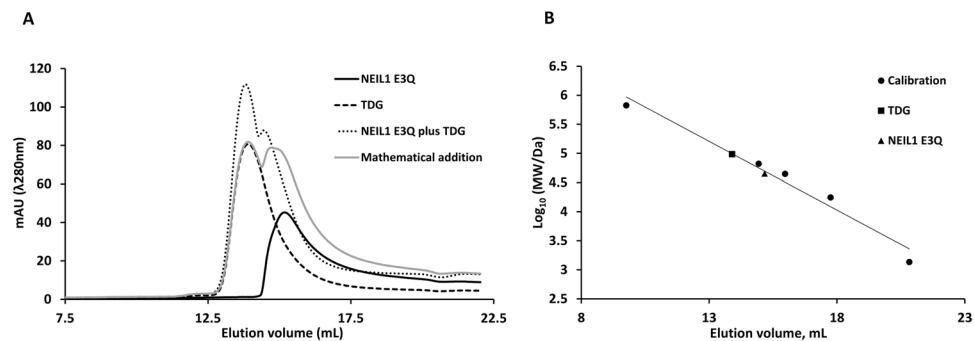 A
120
100
80
60
40
20
0
mAU (λ280nm)
7.5
12.5
17.5
22.5
Elution volume (mL)
NEIL1 E3Q
TDG
NEIL1 E3Q plus TDG
Mathematical addition
B
6.5
6
5.5
5
4.5
4
3.5
3
2.5
Log10 (MW/Da)
8
13
18
23
Elution volume, mL
Calibration
TDG
NEIL1 E3Q